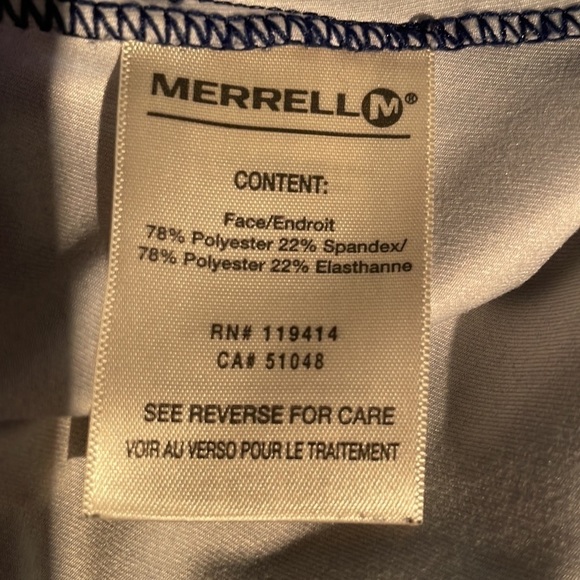 MERRELL M®
CONTENT:
Face/Endroit
78% Polyester 22% Spandex/
78% Polyester 22% Elasthanne
RN# 119414
CA# 51048
SEE REVERSE FOR CARE
VOIR AU VERSO POUR LE TRAITEMENT